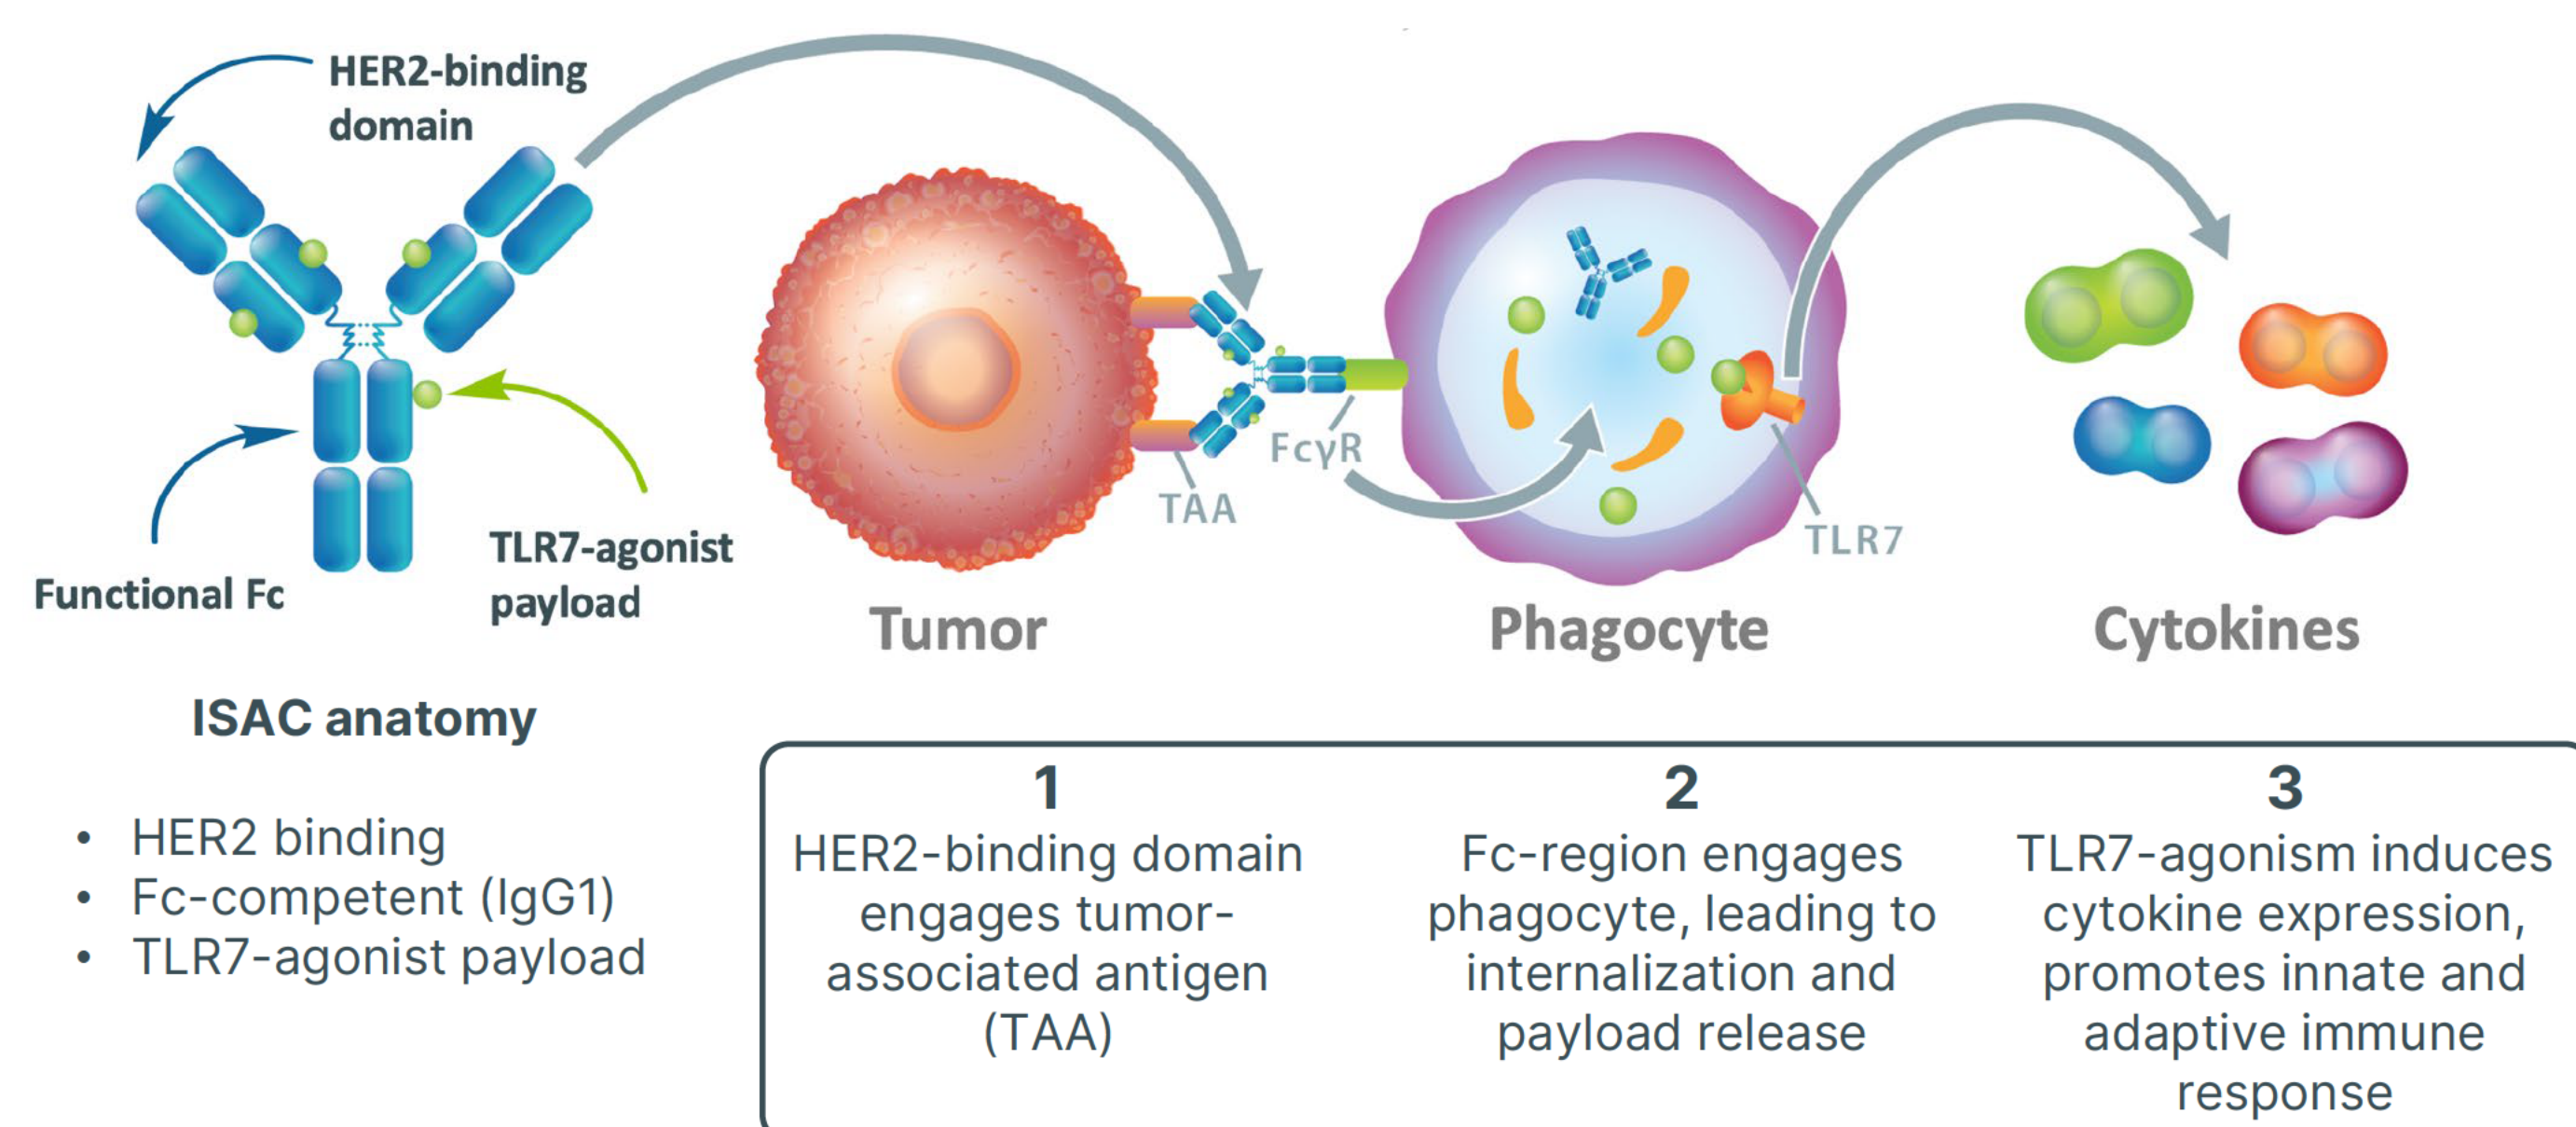 HER2-binding
domain
Functional Fc
TLR7-agonist
payload
ISAC anatomy
• HER2 binding
• Fc-competent (IgG1)
• TLR7-agonist payload
TAA
FcγR
TLR7
Tumor
Phagocyte
Cytokines
1
HER2-binding domain
engages tumor-
associated antigen
(TAA)
2
Fc-region engages
phagocyte, leading to
internalization and
payload release
3
TLR7-agonism induces
cytokine expression,
promotes innate and
adaptive immune
response